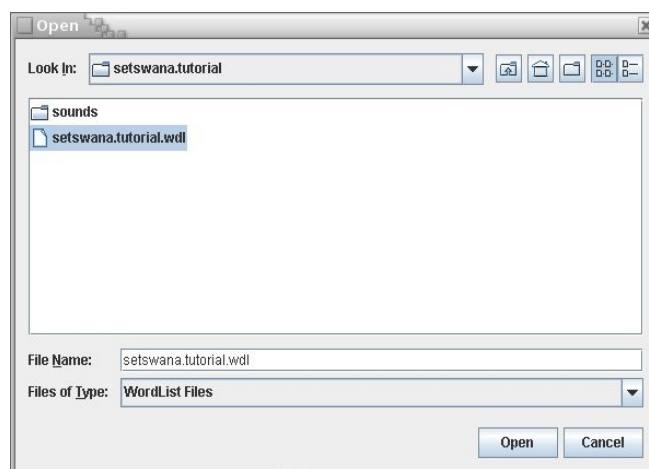 Open
Look In: setswana.tutorial
sounds
setswana.tutorial.wdl
File Name: setswana.tutorial.wdl
Files of Type: WordList Files
Open Cancel